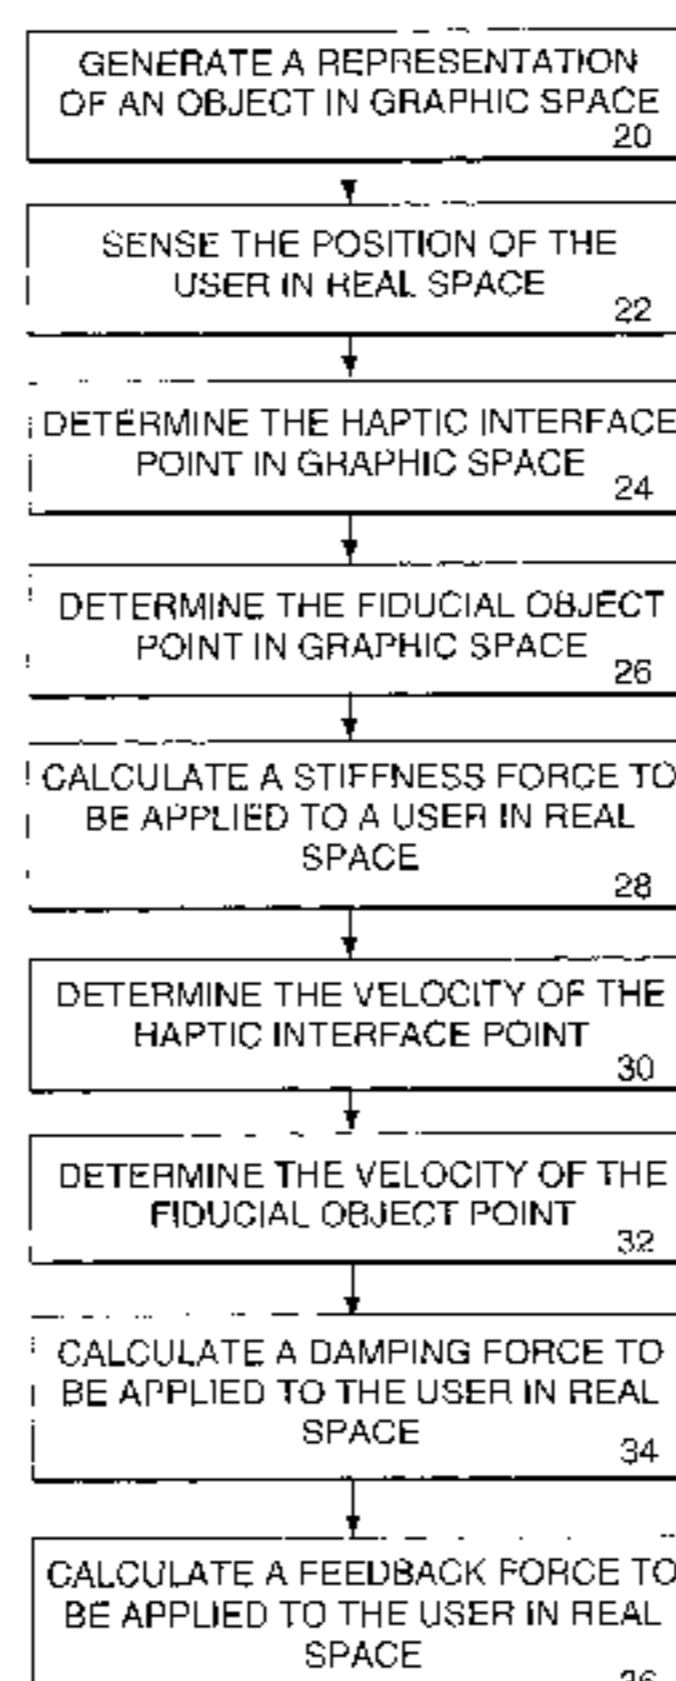 GENERATE A REPRESENTATION
OF AN OBJECT IN GRAPHIC SPACE
20
SENSE THE POSITION OF THE
USER IN REAL SPACE
22
DETERMINE THE HAPTIC INTERFACE
POINT IN GRAPHIC SPACE
24
DETERMINE THE FIDUCIAL OBJECT
POINT IN GRAPHIC SPACE
26
CALCULATE A STIFFNESS FORCE TO
BE APPLIED TO A USER IN REAL
SPACE
28
DETERMINE THE VELOCITY OF THE
HAPTIC INTERFACE POINT
30
DETERMINE THE VELOCITY OF THE
FIDUCIAL OBJECT POINT
32
CALCULATE A DAMPING FORCE TO
BE APPLIED TO THE USER IN REAL
SPACE
34
CALCULATE A FEEDBACK FORCE TO
BE APPLIED TO THE USER IN REAL
SPACE